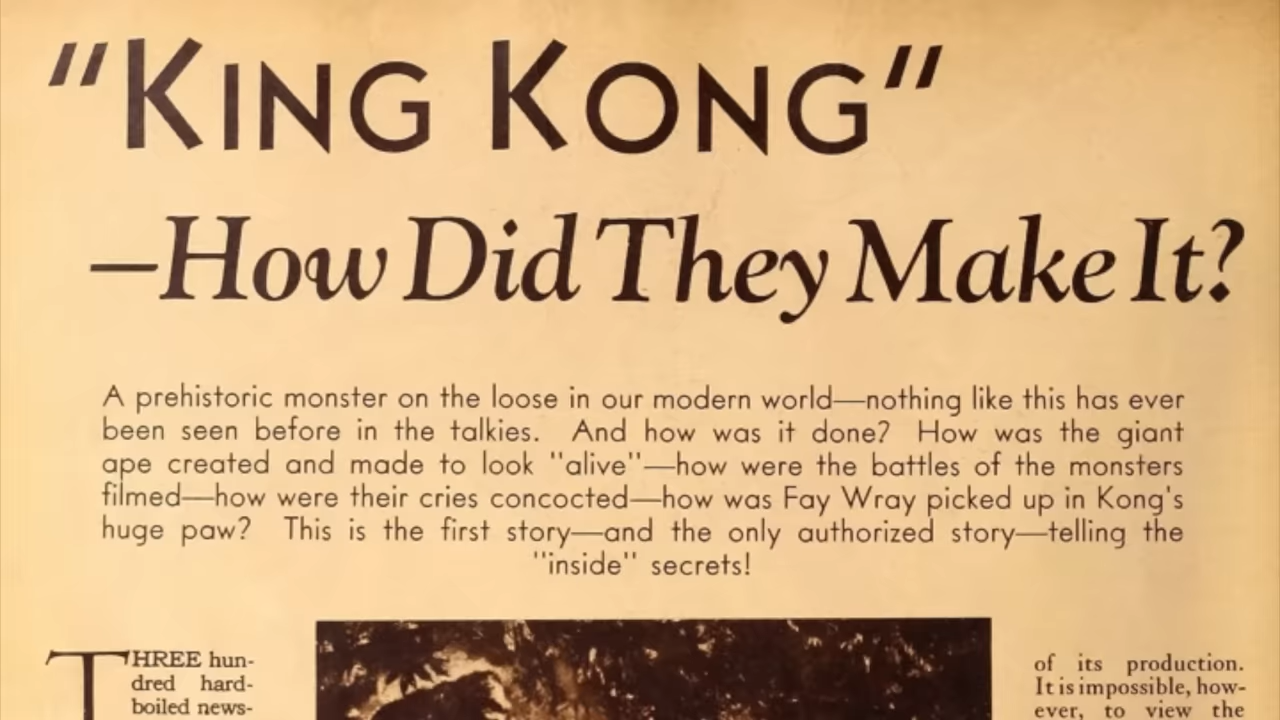 "KING KONG"
—How Did They Make It?
A prehistoric monster on the loose in our modern world—nothing like this has ever
been seen before in the talkies. And how was it done? How was the giant
ape created and made to look "alive"—how were the battles of the monsters
filmed—how were their cries concocted—how was Fay Wray picked up in Kong's
huge paw? This is the first story—and the only authorized story—telling the
"inside" secrets!
THREE hun-
dred hard-
boiled news-
of its production.
It is impossible, how-
ever, to view the